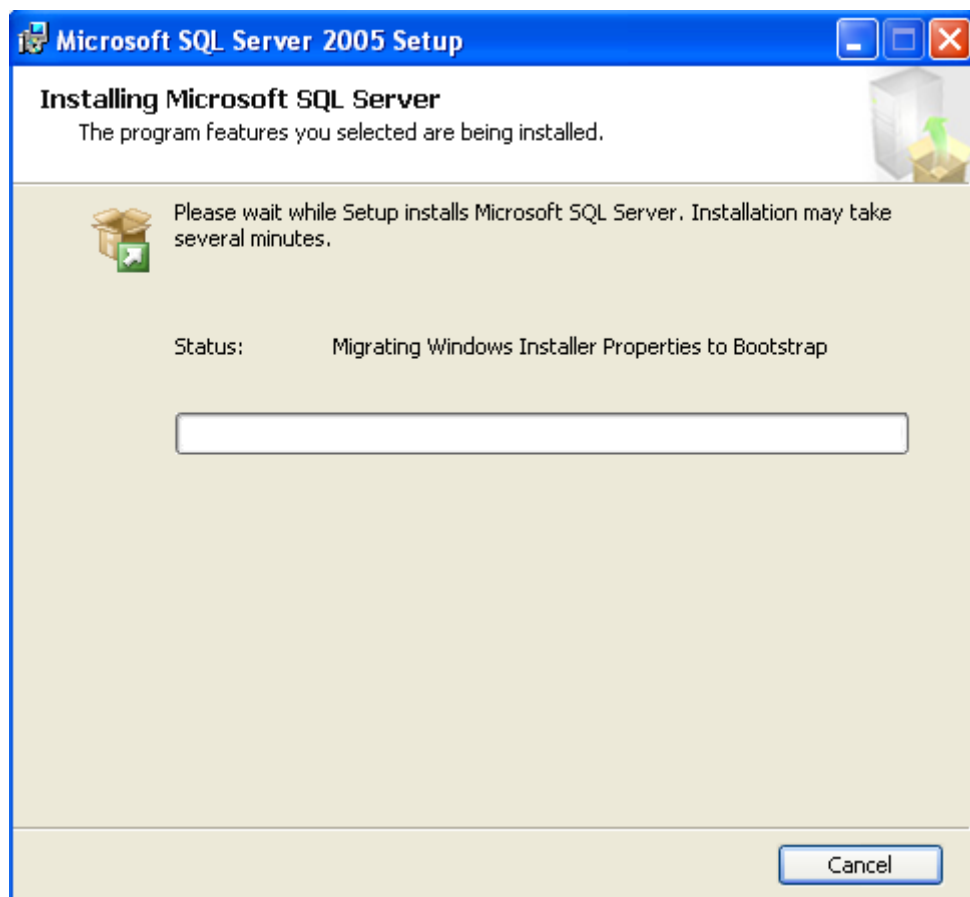 Microsoft SQL Server 2005 Setup
Installing Microsoft SQL Server
The program features you selected are being installed.
Please wait while Setup installs Microsoft SQL Server. Installation may take
several minutes.
Status: Migrating Windows Installer Properties to Bootstrap
Cancel